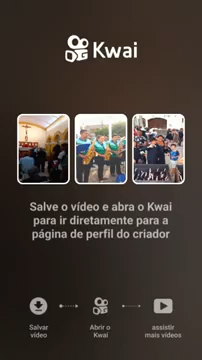 Kwai
Salve o vídeo e abra o Kwai
para ir diretamente para a
página de perfil do criador
Salvar
vídeo
Abrir o
Kwai
assistir
mais vídeos